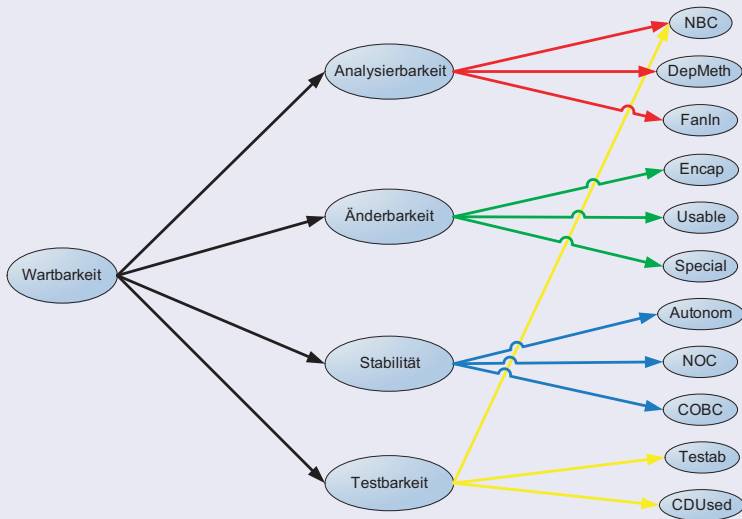 Wartbarkeit
Analysierbarkeit
Änderbarkeit
Stabilität
Testbarkeit
NBC
DepMeth
FanIn
Encap
Usable
Special
Autonom
NOC
COBC
Testab
CDUsed